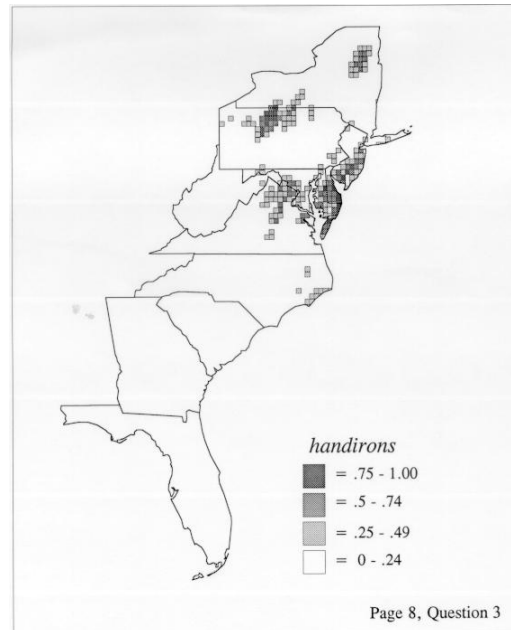 handirons
= .75 - 1.00
= .5 - .74
= .25 - .49
= 0 - .24
Page 8, Question 3